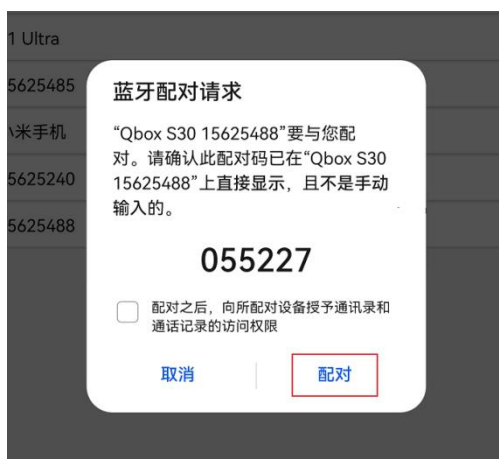 1 Ultra
5625485
小米手机
5625240
5625488
蓝牙配对请求
“Qbox S30 15625488”要与您配
对。请确认此配对码已在“Qbox S30
15625488”上直接显示，且不是手动
输入的。
055227
配对之后，向所配对设备授予通讯录和
通话记录的访问权限
取消
配对